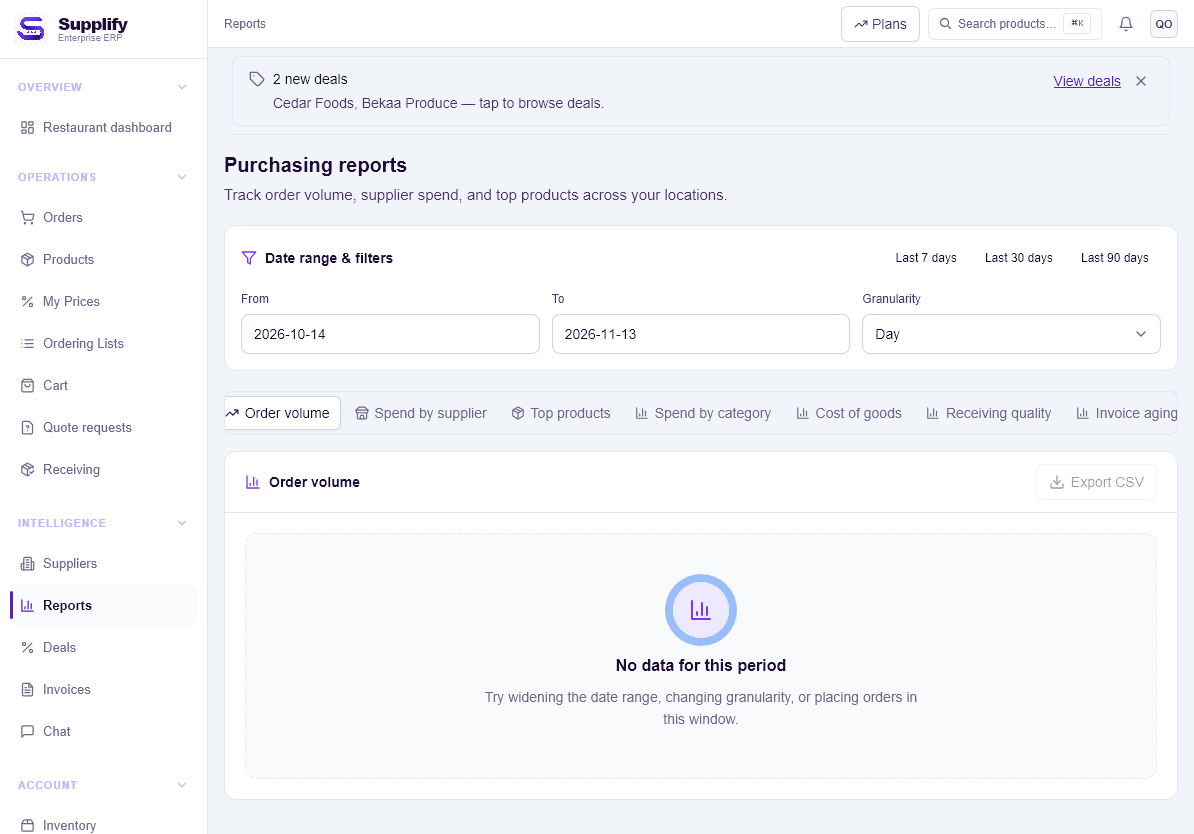 Supplify
Enterprise ERP
OVERVIEW
Restaurant dashboard
OPERATIONS
Orders
Products
My Prices
Ordering Lists
Cart
Quote requests
Receiving
INTELLIGENCE
Suppliers
Reports
Deals
Invoices
Chat
ACCOUNT
Inventory
Reports
Plans
Search products...
⌘K
QO
2 new deals
Cedar Foods, Bekaa Produce — tap to browse deals.
View deals
Purchasing reports
Track order volume, supplier spend, and top products across your locations.
Date range & filters
Last 7 days
Last 30 days
Last 90 days
From
To
Granularity
2026-10-14
2026-11-13
Day
Order volume
Spend by supplier
Top products
Spend by category
Cost of goods
Receiving quality
Invoice aging
Order volume
Export CSV
No data for this period
Try widening the date range, changing granularity, or placing orders in
this window.